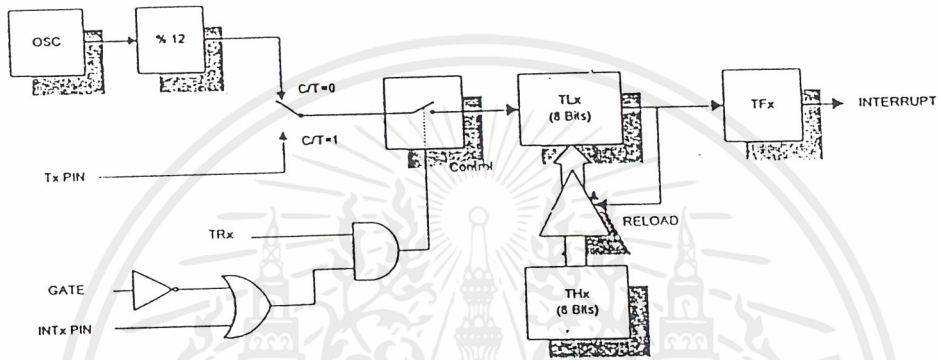 OSC
% 12
C/T=0
C/T=1
Tx PIN
Control
TLx
(8 Bits)
TFx
INTERRUPT
RELOAD
TRx
GATE
INTx PIN
THx
(8 Bits)